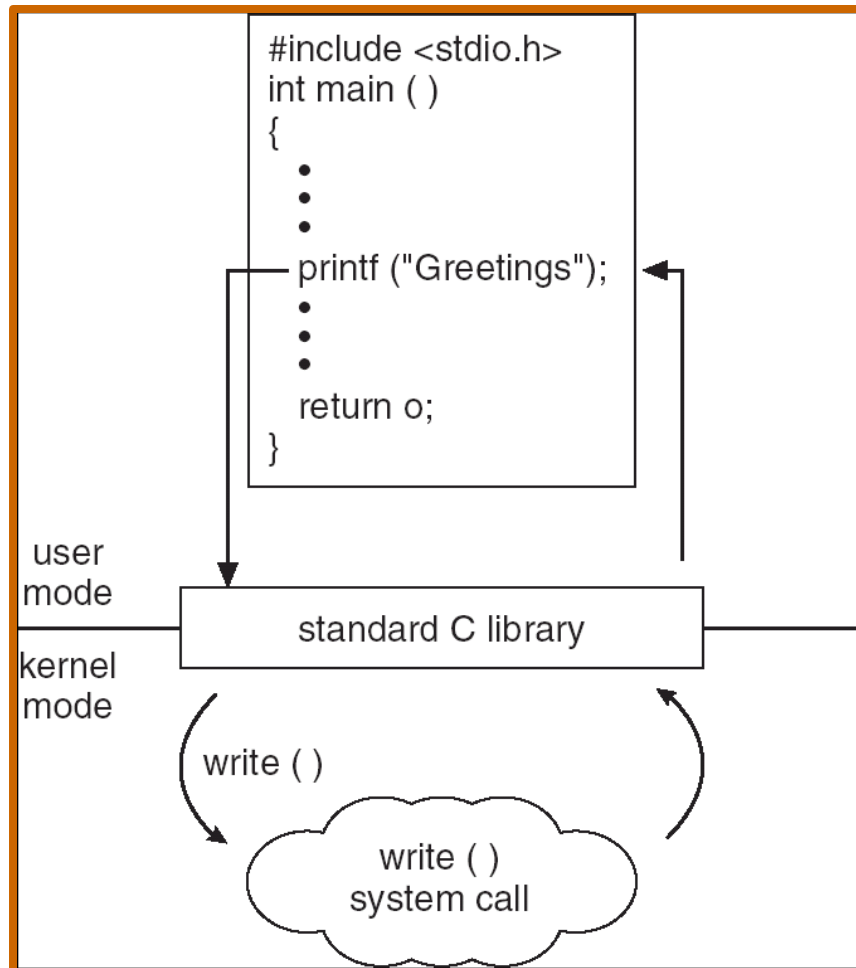 #include <stdio.h>
int main ( )
{
•
•
•
printf ("Greetings");
•
•
•
return o;
}
user
mode
standard C library
kernel
mode
write ( )
write ( )
system call